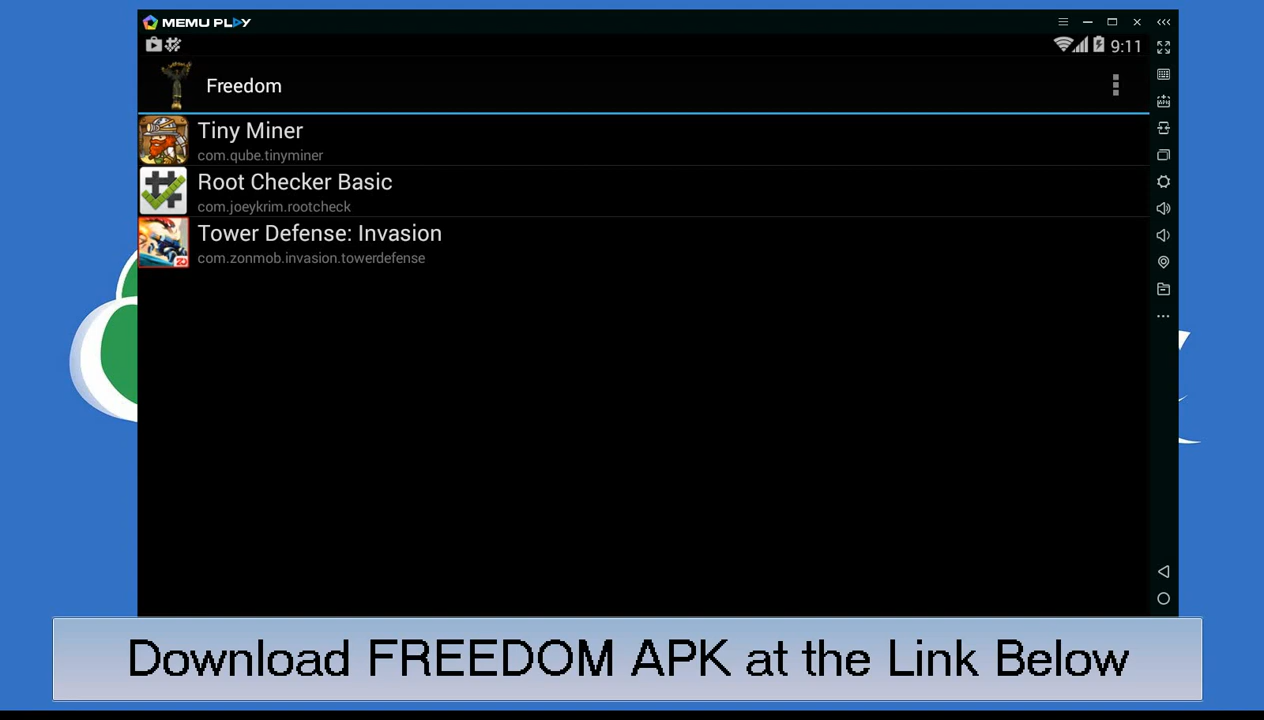 MEMU PLAY
9:11
Freedom
Tiny Miner
com.qube.tinyminer
Root Checker Basic
com.joeykrim.rootcheck
Tower Defense: Invasion
com.zonmob.invasion.towerdefense
Download FREEDOM APK at the Link Below